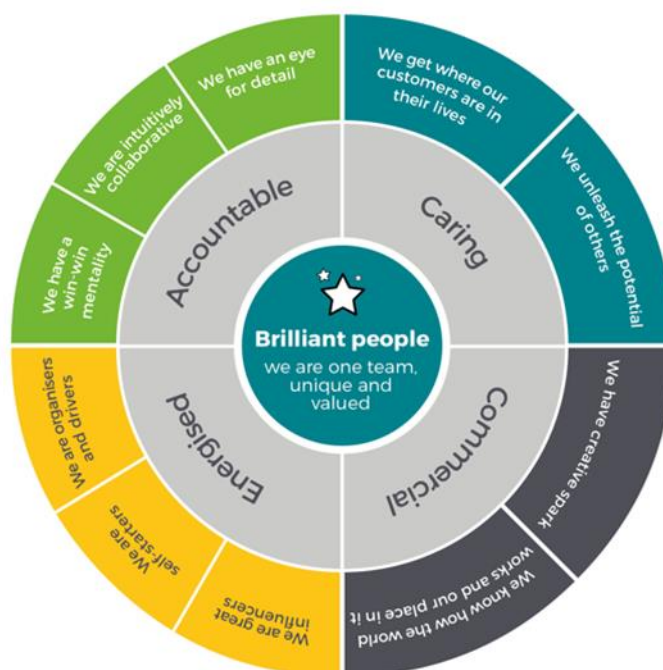 We have an eye
for detail
We get where our
customers are in
their lives
We are intuitively
collaborative
We unleash the potential
of others
We have a
win-win
mentality
Accountable
Caring
Brilliant people
we are one team,
unique and
valued
We are organisers
and drivers
Energised
Commercial
We have creative spark
We are
self-starters
We are great
influencers
We know how the world
works and our place in it